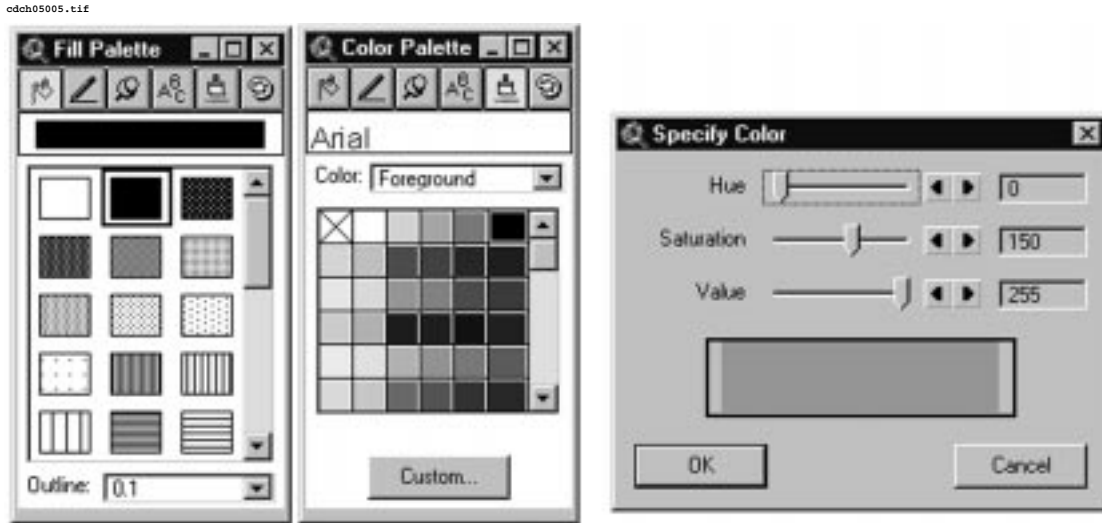 cdch05005.tif
Fill Palette
Outline: 0.1
Color Palette
Arial
Color: Foreground
Custom...
Specify Color
Hue 0
Saturation 150
Value 255
OK Cancel